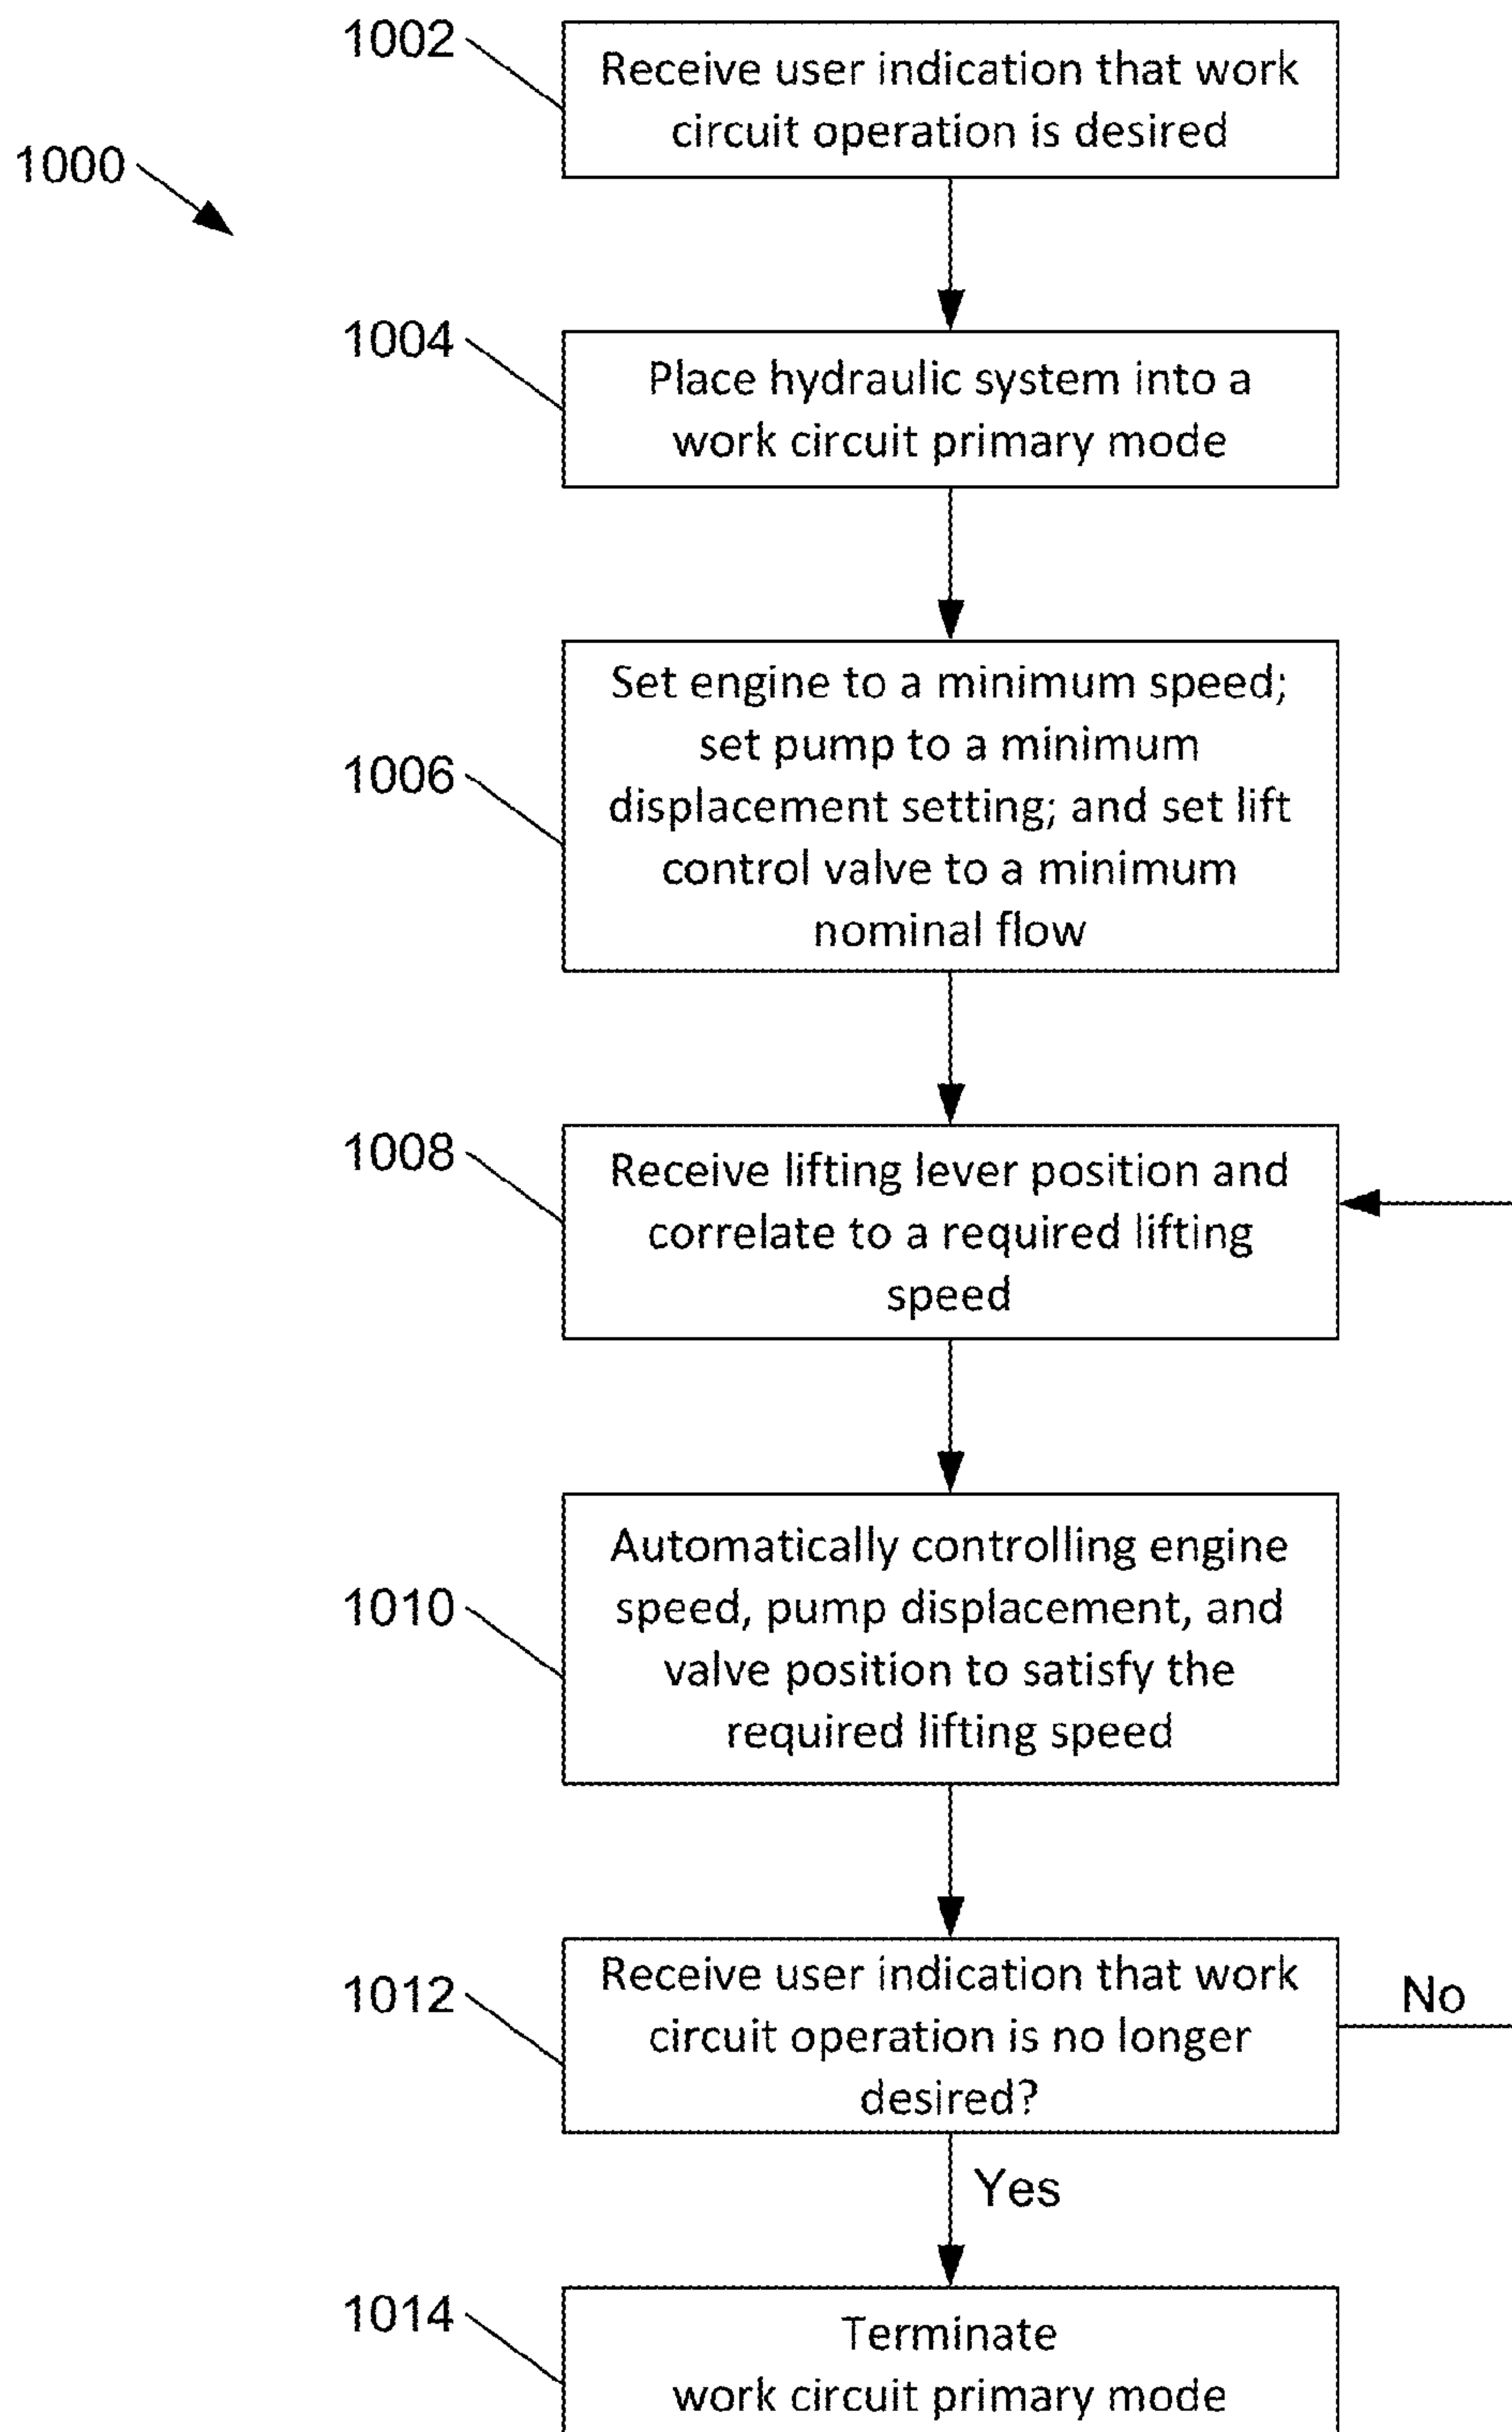 1002
Receive user indication that work
circuit operation is desired
1000
1004
Place hydraulic system into a
work circuit primary mode
1006
Set engine to a minimum speed;
set pump to a minimum
displacement setting; and set lift
control valve to a minimum
nominal flow
1008
Receive lifting lever position and
correlate to a required lifting
speed
1010
Automatically controlling engine
speed, pump displacement, and
valve position to satisfy the
required lifting speed
1012
Receive user indication that work
circuit operation is no longer
desired?
No
Yes
1014
Terminate
work circuit primary mode